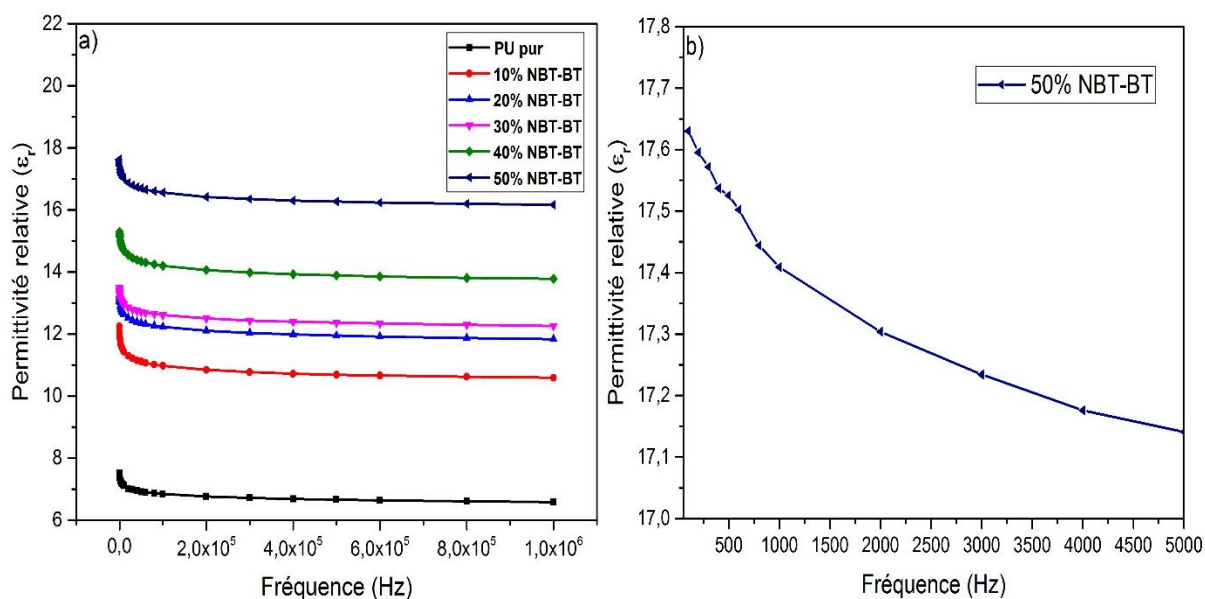 a)
Permittivité relative (εr)
22
20
18
16
14
12
10
8
6
PU pur
10% NBT-BT
20% NBT-BT
30% NBT-BT
40% NBT-BT
50% NBT-BT
0,0 2,0x10⁵ 4,0x10⁵ 6,0x10⁵ 8,0x10⁵ 1,0x10⁶
Fréquence (Hz)
b)
Permittivité relative (εr)
17,8
17,7
17,6
17,5
17,4
17,3
17,2
17,1
17,0
50% NBT-BT
500 1000 1500 2000 2500 3000 3500 4000 4500 5000
Fréquence (Hz)